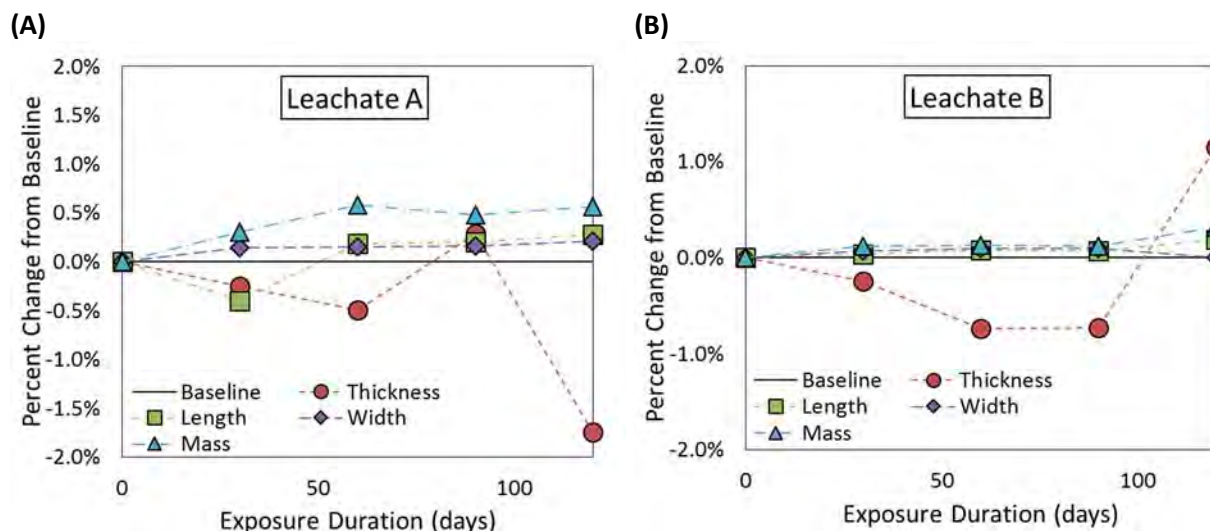 (A)
Leachate A
Percent Change from Baseline
2.0%
1.5%
1.0%
0.5%
0.0%
-0.5%
-1.0%
-1.5%
-2.0%
Baseline
Thickness
Length
Width
Mass
0
50
100
Exposure Duration (days)
(B)
Leachate B
Percent Change from Baseline
2.0%
1.0%
0.0%
-1.0%
-2.0%
Baseline
Thickness
Length
Width
Mass
0
50
100
Exposure Duration (days)